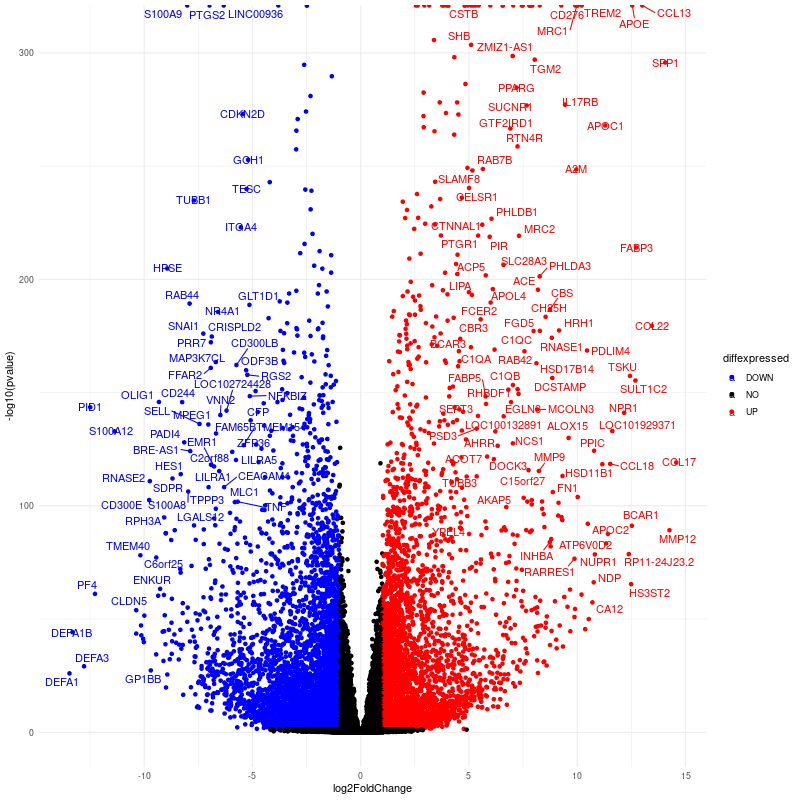 S100A9 PTGS2 LINC00936 CSTB CD276 TREM2 CCL13
MRC1 APOE
SHB
ZMIZ1-AS1
300
TGM2 SPP1
PPARG
SUCNR1 IL17RB
CDKN2D
GTF2IRD1 APOC1
RTN4R
GCH1 RAB7B A2M
TESC SLAMF8
TUBB1 CELSR1
PHLDB1
ITGA4 CTNNAL1 MRC2
PTGR1 PIR FABP3
HPSE ACP5 SLC28A3 PHLDA3
200
ACE
LIPA
RAB44 GLT1D1 APOL4 CBS
NR4A1 FCER2 CH25H
SNAI1 CRISPLD2 CBR3 FGD5 HRH1 COL22
PRR7 CD300LB BCAR3 C1QC RNASE1 PDLIM4
MAP3K7CL ODF3B C1QA RAB42
FFAR2 RGS2 FABP5 C1QB HSD17B14 TSKU
LOC102724428 DCSTAMP SULT1C2
OLIG1 CD244 VNN2 NFKBIZ RHBDF1
PID1 SELL MPEG1 CFP SEPT3 EGLN3 MCOLN3 NPR1
S100A12 PADI4 FAM65B TMEM154 PSD3 LOC100132891 ALOX15 LOC101929371
BRE-AS1 EMR1 ZFP36 AHRR NCS1 PPIC
HES1 C2orf88 LILRA5 ACOT7 DOCK3 MMP9 CCL18 CCL17
RNASE2 LILRA1 CEACAM4 TUBB3 C15orf27 HSD11B1
SDPR MLC1 FN1
100
CD300E S100A8 TPPP3 TNF AKAP5
RPH3A LGALS12 BCAR1
YPEL4 APOC2
TMEM40 ATP6V0D2 MMP12
C6orf25 INHBA NUPR1 RP11-24J23.2
ENKUR RARRES1 NDP
PF4 HS3ST2
CLDN5 CA12
DEFA1B
DEFA3
DEFA1 GP1BB
0
-10 -5 0 5 10 15
log2FoldChange
-log10(pvalue)
diffexpressed
a DOWN
a NO
a UP